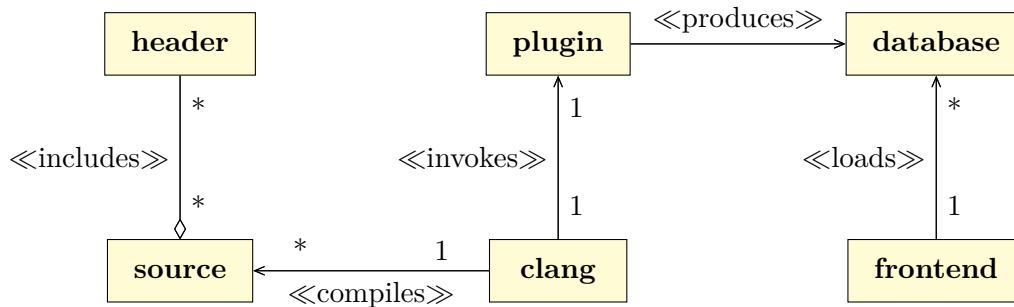 ≪produces≫
header
plugin
database
*
1
*
≪includes≫
≪invokes≫
≪loads≫
*
1
1
*
1
source
clang
frontend
≪compiles≫